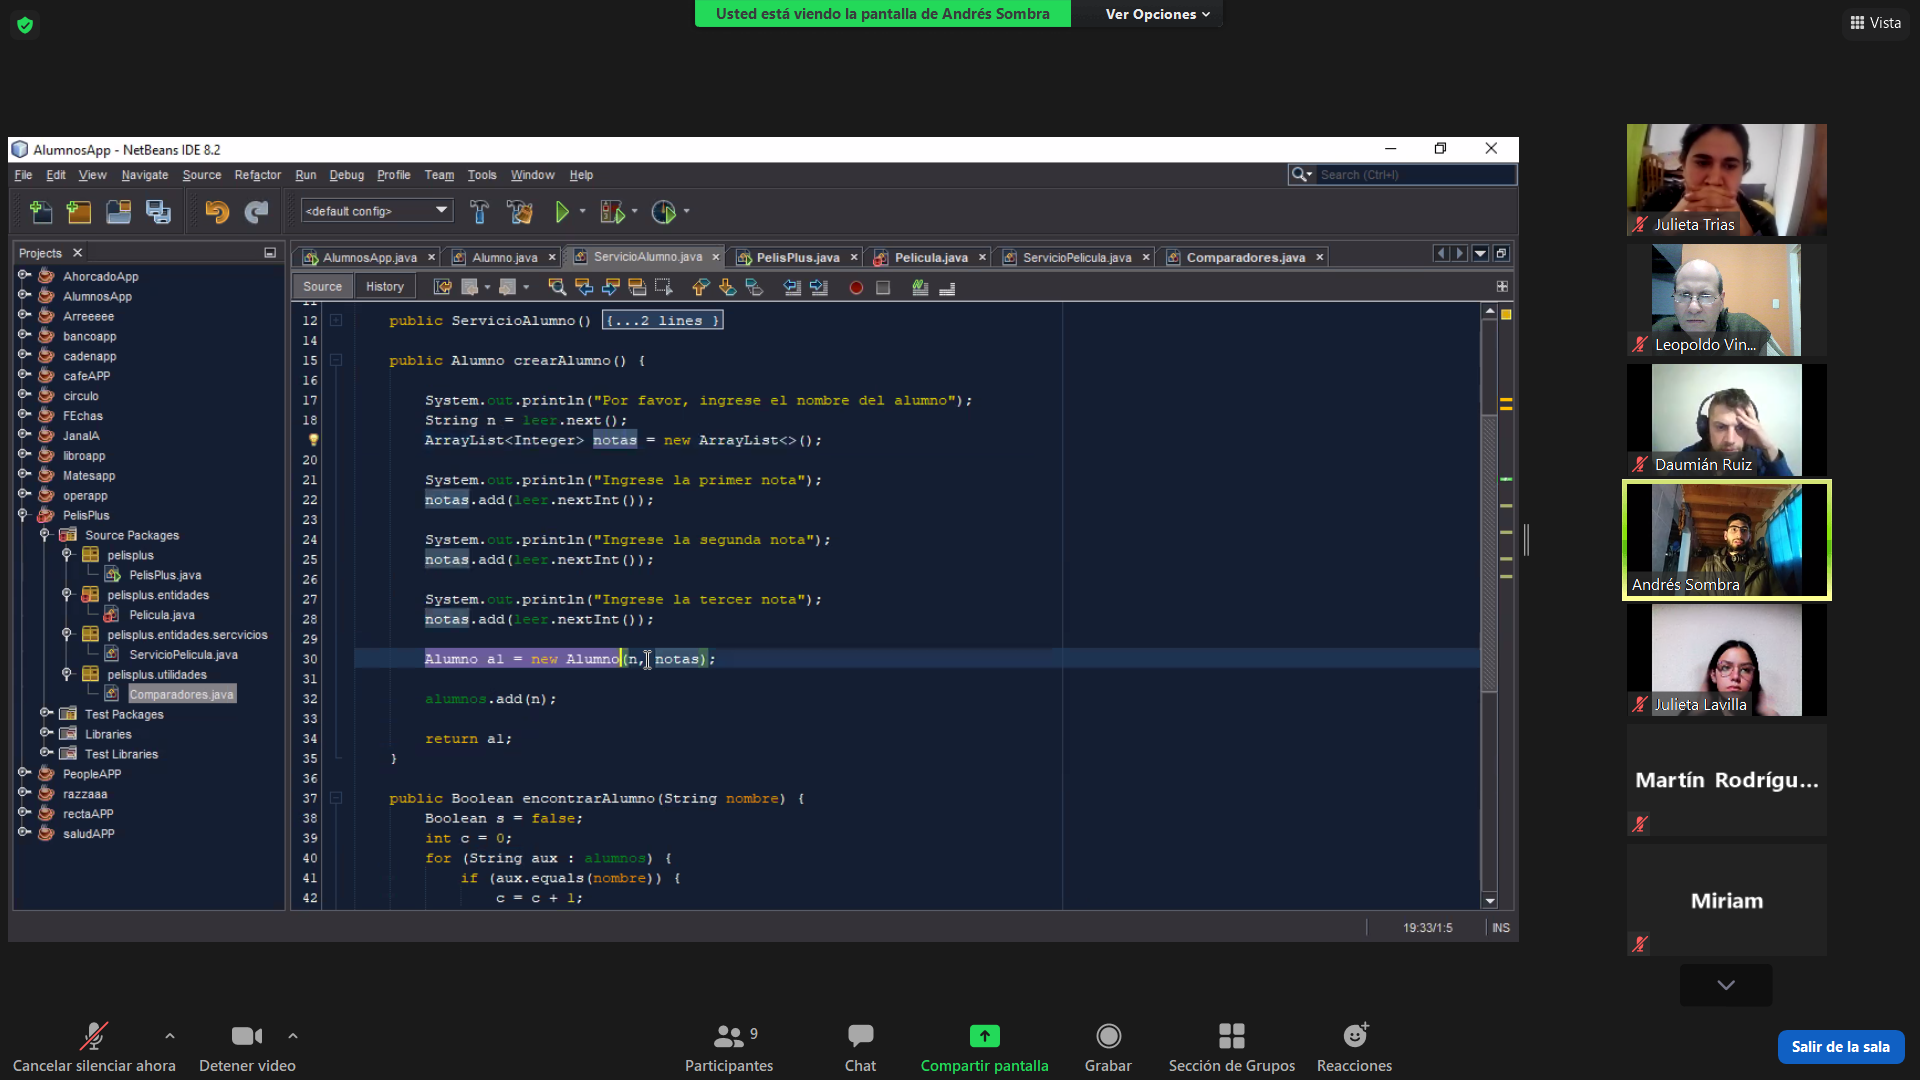 Usted está viendo la pantalla de Andrés Sombra
Ver Opciones
Vista
AlumnosApp - NetBeans IDE 8.2
File Edit View Navigate Source Refactor Run Debug Profile Team Tools Window Help
Search (Ctrl+I)
<default config>
Projects
AhorcadoApp
AlumnosApp
Arreeeee
bancoapp
cadenapp
cafeAPP
circulo
FEchas
JanaIA
libroapp
Matesapp
operapp
PelisPlus
Source Packages
pelisplus
PelisPlus.java
pelisplus.entidades
Pelicula.java
pelisplus.entidades.sercvicios
ServicioPelicula.java
pelisplus.utilidades
Comparadores.java
Test Packages
Libraries
Test Libraries
PeopleAPP
razzaaa
rectaAPP
saludAPP
AlumnosApp.java Alumno.java ServicioAlumno.java PelisPlus.java Pelicula.java ServicioPelicula.java Comparadores.java
Source History
12 public ServicioAlumno() {...2 lines }
14
15 public Alumno crearAlumno() {
16
17 System.out.println("Por favor, ingrese el nombre del alumno");
18 String n = leer.next();
ArrayList<Integer> notas = new ArrayList<>();
20
21 System.out.println("Ingrese la primer nota");
22 notas.add(leer.nextInt());
23
24 System.out.println("Ingrese la segunda nota");
25 notas.add(leer.nextInt());
26
27 System.out.println("Ingrese la tercer nota");
28 notas.add(leer.nextInt());
29
30 Alumno al = new Alumno(n, notas);
31
32 alumnos.add(n);
33
34 return al;
35 }
36
37 public Boolean encontrarAlumno(String nombre) {
38 Boolean s = false;
39 int c = 0;
40 for (String aux : alumnos) {
41 if (aux.equals(nombre)) {
42 c = c + 1;
19:33/1:5 INS
Julieta Trias
Leopoldo Vin...
Daumián Ruiz
Andrés Sombra
Julieta Lavilla
Martín Rodrígu...
Miriam
Cancelar silenciar ahora
Detener video
9
Participantes
Chat
Compartir pantalla
Grabar
Sección de Grupos
Reacciones
Salir de la sala